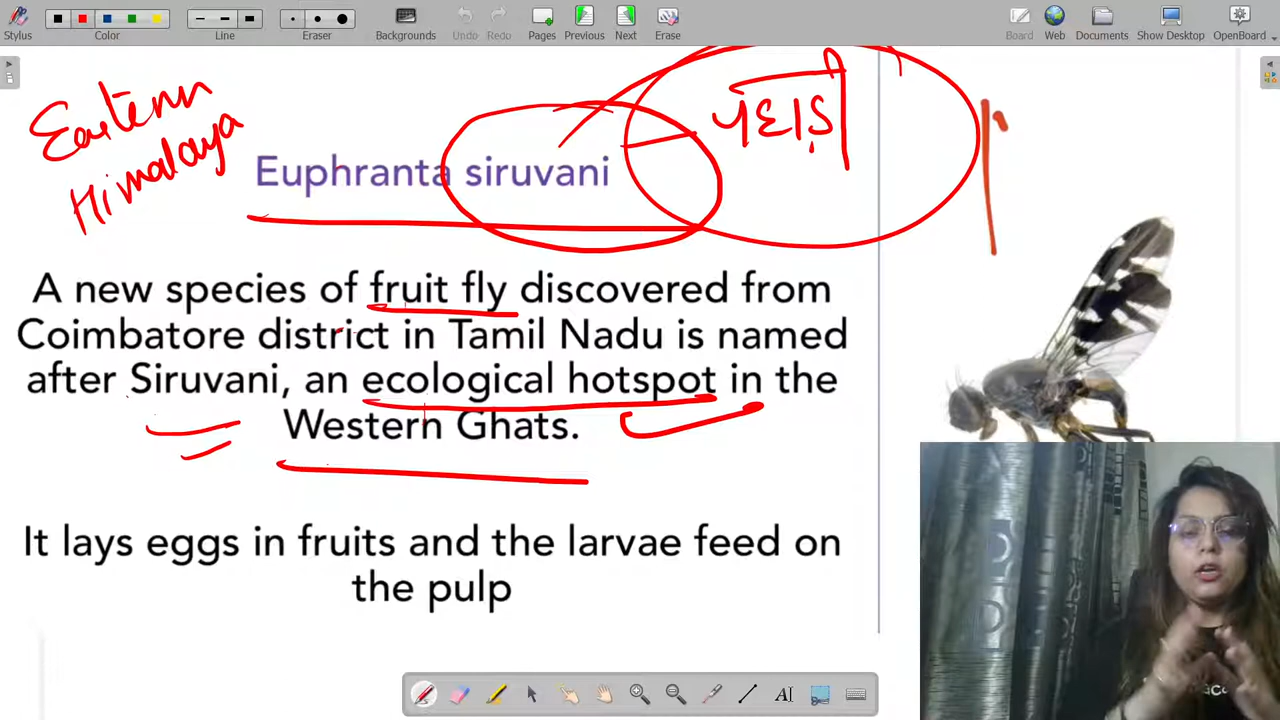 Stylus
Color
Line
Eraser
Backgrounds
Undo
Redo
Pages
Previous
Next
Erase
Board
Web
Documents
Show Desktop
OpenBoard
Eastern
Himalaya
Euphranta siruvani
A new species of fruit fly discovered from
Coimbatore district in Tamil Nadu is named
after Siruvani, an ecological hotspot in the
Western Ghats.
It lays eggs in fruits and the larvae feed on
the pulp